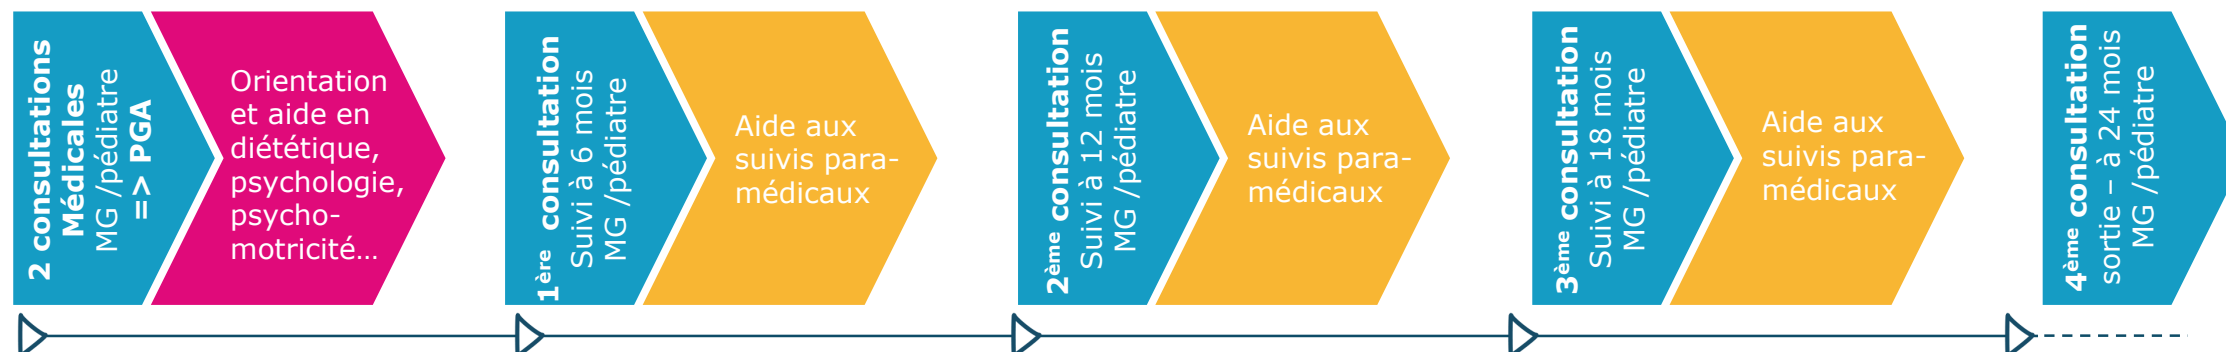 2 consultations
Médicales
MG /pédiatre
=> PGA
Orientation
et aide en
diététique,
psychologie,
psycho-
motricité…
1ère consultation
Suivi à 6 mois
MG /pédiatre
Aide aux
suivis para-
médicaux
2ème consultation
Suivi à 12 mois
MG /pédiatre
Aide aux
suivis para-
médicaux
3ème consultation
Suivi à 18 mois
MG /pédiatre
Aide aux
suivis para-
médicaux
4ème consultation
sortie – à 24 mois
MG /pédiatre